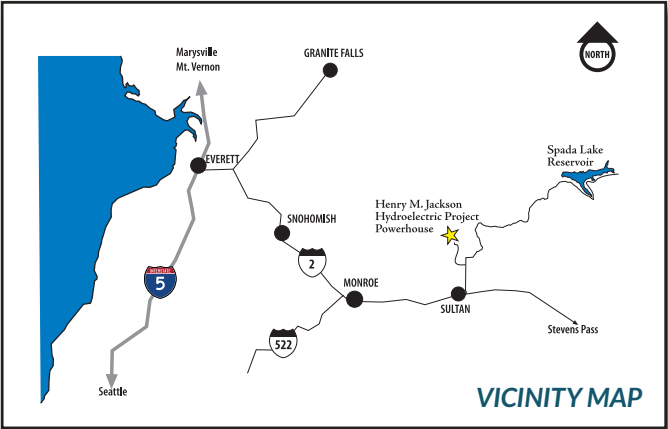 Marysville
Mt. Vernon
GRANITE FALLS
NORTH
EVERETT
Spada Lake
Reservoir
Henry M. Jackson
Hydroelectric Project
Powerhouse
SNOHOMISH
2
INTERSTATE
5
MONROE
SULTAN
522
Stevens Pass
Seattle
VICINITY MAP